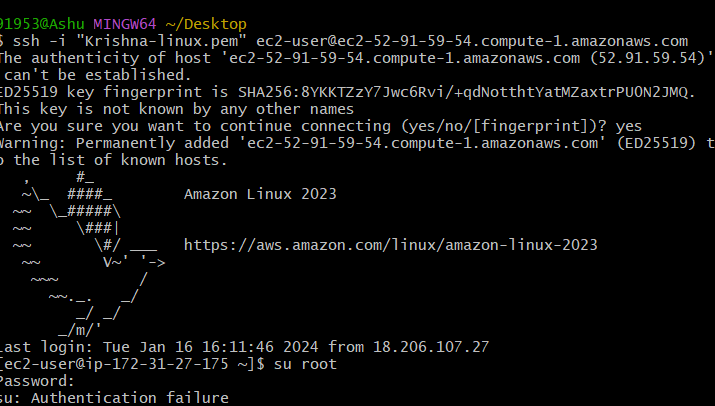 91953@Ashu MINGW64 ~/Desktop
$ ssh -i "Krishna-linux.pem" ec2-user@ec2-52-91-59-54.compute-1.amazonaws.com
The authenticity of host 'ec2-52-91-59-54.compute-1.amazonaws.com (52.91.59.54)'
can't be established.
ED25519 key fingerprint is SHA256:8YKKTZzY7Jwc6Rvi/+qdNotthtYatMZaxtrPU0N2JMQ.
This key is not known by any other names
Are you sure you want to continue connecting (yes/no/[fingerprint])? yes
Warning: Permanently added 'ec2-52-91-59-54.compute-1.amazonaws.com' (ED25519) t
o the list of known hosts.
   ,     #_
   ~\_  ####_        Amazon Linux 2023
  ~~  \_#####\
  ~~     \###|
  ~~       \#/ ___   https://aws.amazon.com/linux/amazon-linux-2023
   ~~       V~' '->
    ~~~         /
      ~~._.   _/
         _/ _/
       _/m/'
Last login: Tue Jan 16 16:11:46 2024 from 18.206.107.27
[ec2-user@ip-172-31-27-175 ~]$ su root
Password:
su: Authentication failure